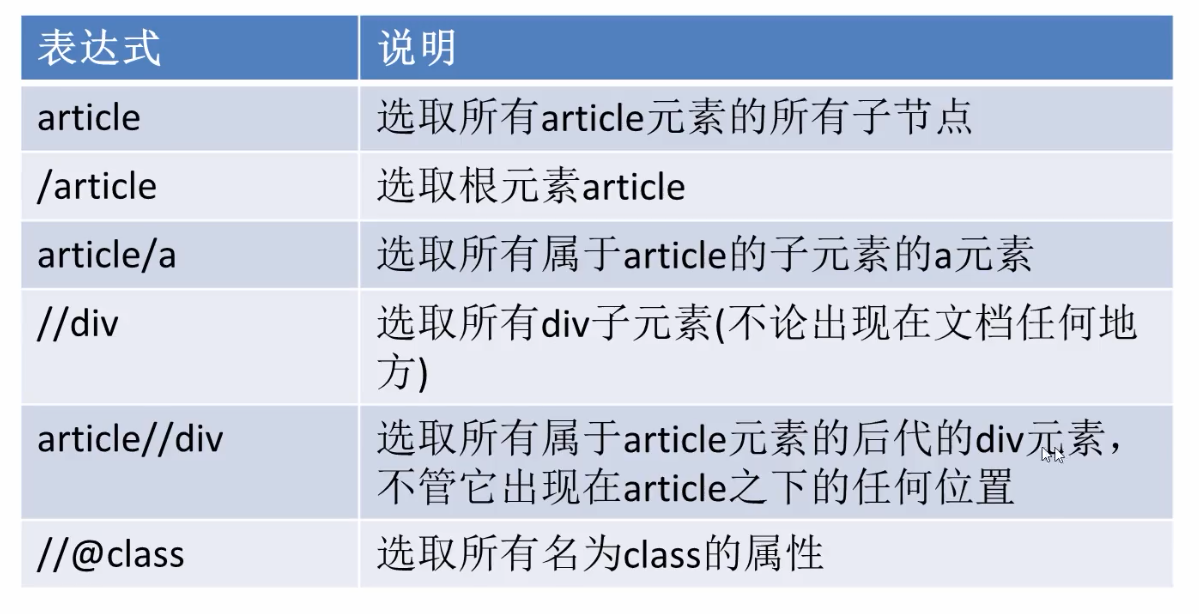 表达式
说明
article
选取所有article元素的所有子节点
/article
选取根元素article
article/a
选取所有属于article的子元素的a元素
//div
选取所有div子元素(不论出现在文档任何地
方)
article//div
选取所有属于article元素的后代的div元素，
不管它出现在article之下的任何位置
//@class
选取所有名为class的属性